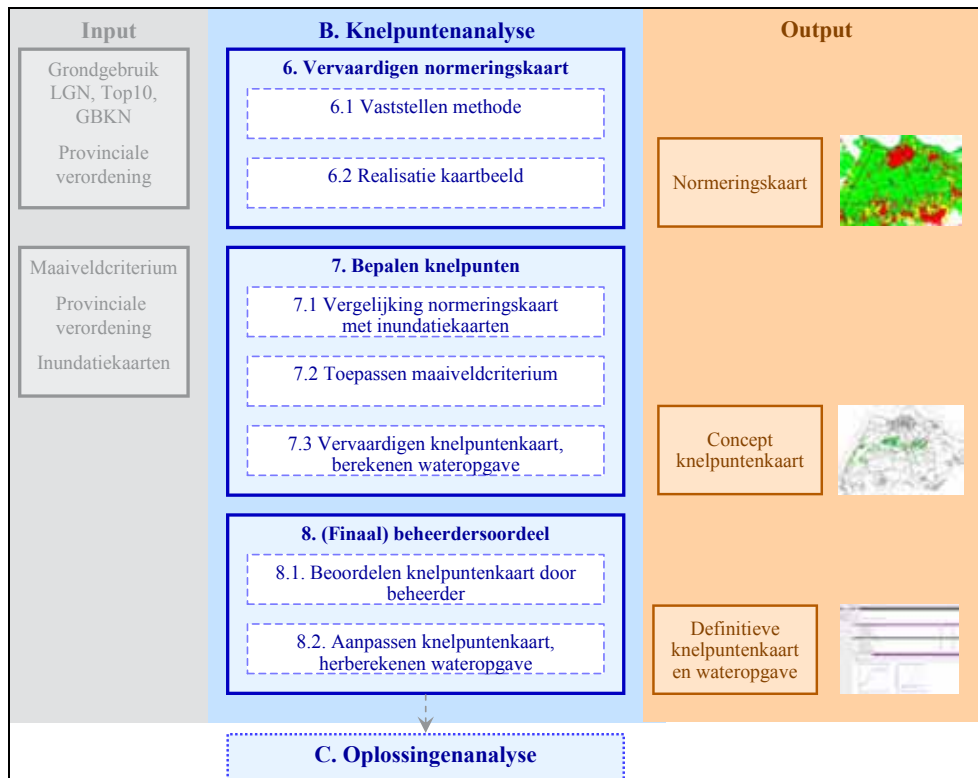 Input
Grondgebruik
LGN, Top10,
GBKN
Provinciale
verordening
Maaiveldcriterium
Provinciale
verordening
Inundatiekaarten
B. Knelpuntenanalyse
6. Vervaardigen normeringskaart
6.1 Vaststellen methode
6.2 Realisatie kaartbeeld
7. Bepalen knelpunten
7.1 Vergelijking normeringskaart
met inundatiekaarten
7.2 Toepassen maaiveldcriterium
7.3 Vervaardigen knelpuntenkaart,
berekenen wateropgave
8. (Finaal) beheerdersoordeel
8.1. Beoordelen knelpuntenkaart door
beheerder
8.2. Aanpassen knelpuntenkaart,
herberekenen wateropgave
C. Oplossingenanalyse
Output
Normeringskaart
Concept
knelpuntenkaart
Definitieve
knelpuntenkaart
en wateropgave